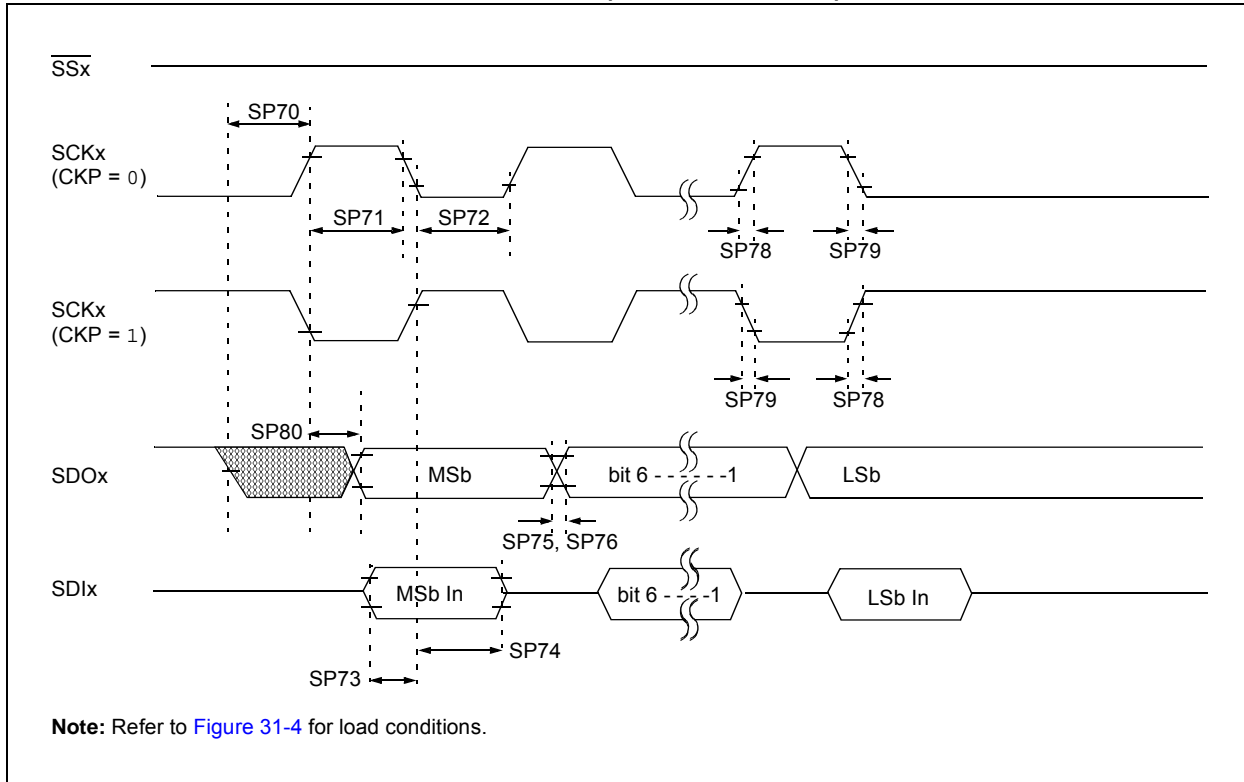 SSx
SP70
SCKx
(CKP = 0)
SP71
SP72
SP78
SP79
SCKx
(CKP = 1)
SP79
SP78
SP80
SDOx
MSb
bit 6 - - - - - -1
LSb
SP75, SP76
SDIx
MSb In
bit 6 - - - - -1
LSb In
SP74
SP73
Note: Refer to Figure 31-4 for load conditions.